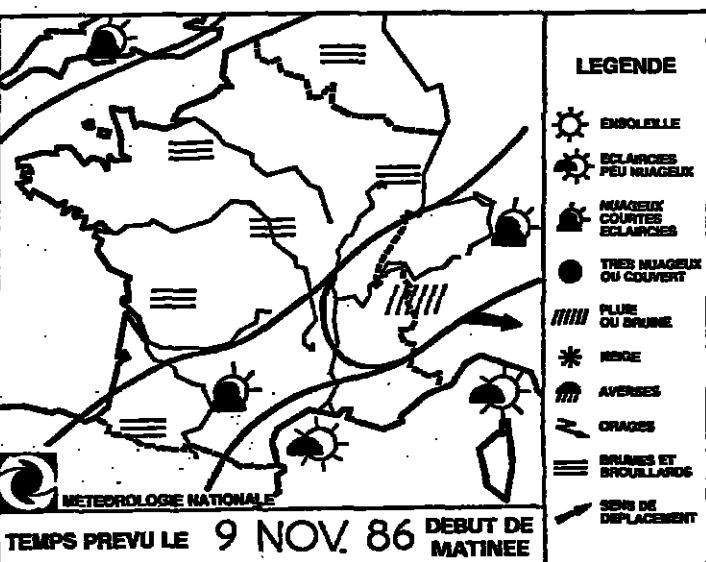 LEGENDE
ENSOLEILLE
ECLAIRCIES
PEU NUAGEUX
NUAGEUX
COURTES
ECLAIRCIES
TRES NUAGEUX
OU COUVERT
PLUIE
OU BRUINE
NEIGE
AVERSES
ORAGES
BRUMES ET
BROUILLARDS
SENS DE
DEPLACEMENT
METEOROLOGIE NATIONALE
TEMPS PREVU LE 9 NOV. 86 DEBUT DE
MATINEE